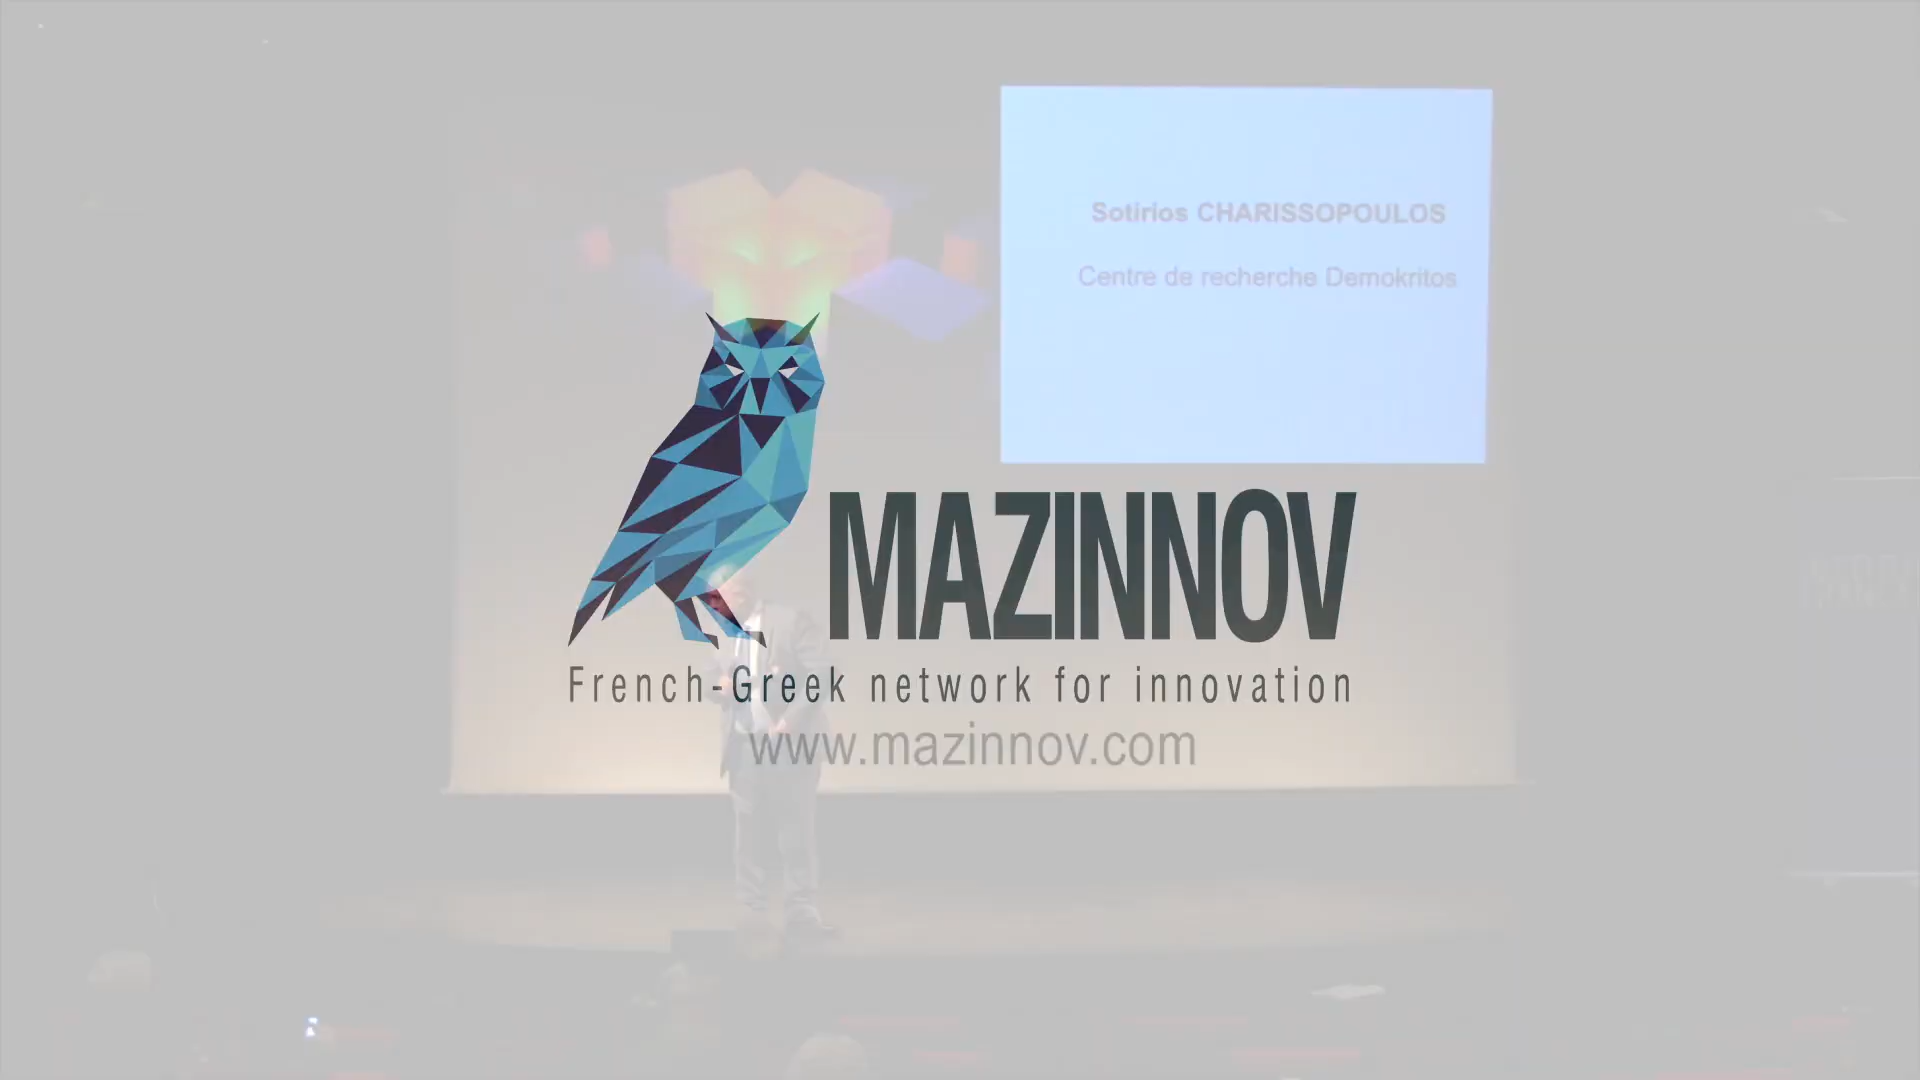 Sotirios CHARISSOPOULOS
Centre de recherche Demokritos
MAZINNOV
French-Greek network for innovation
www.mazinnov.com